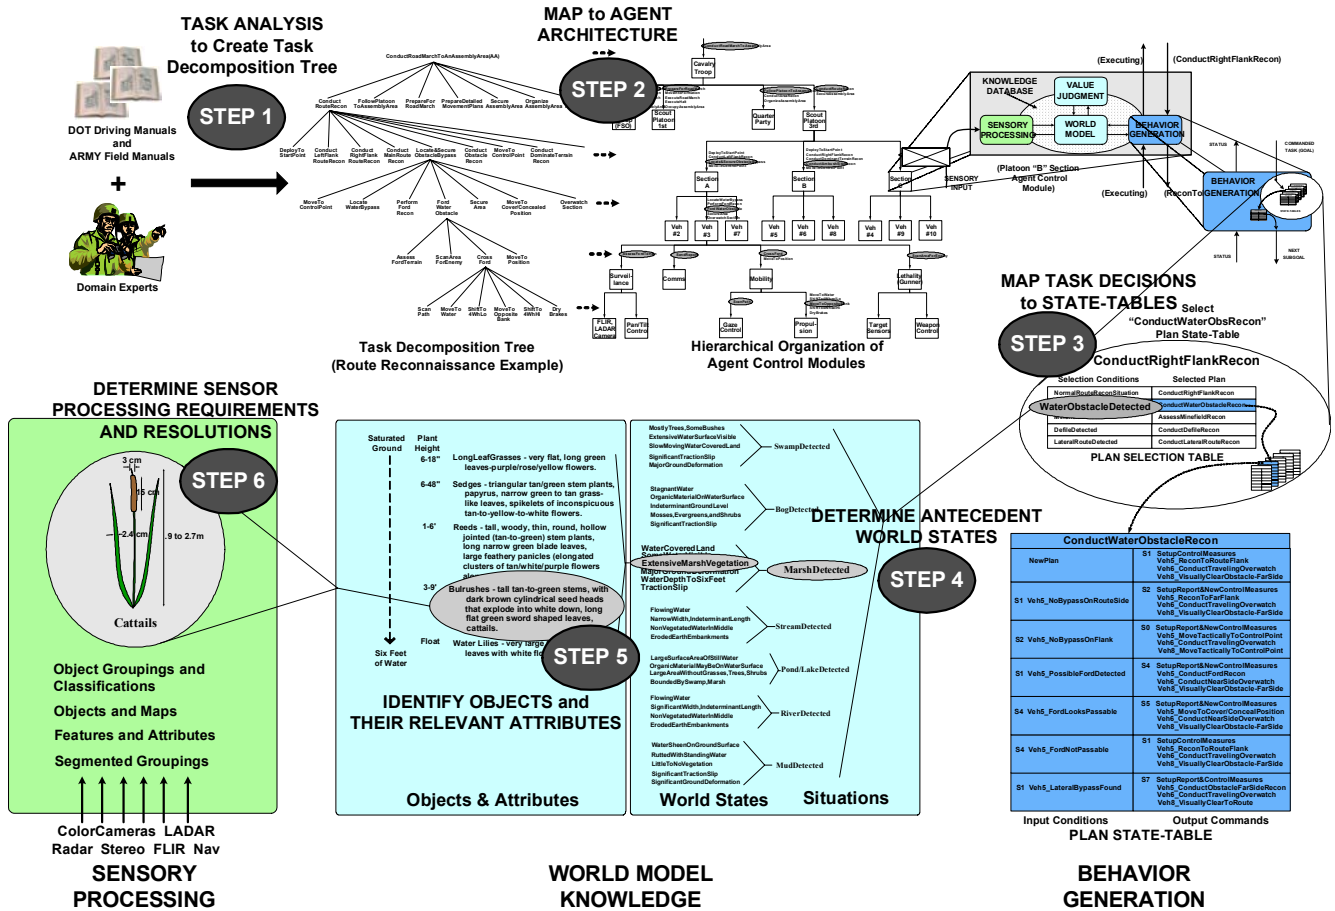 TASK ANALYSIS
to Create Task
Decomposition Tree
STEP 1
DOT Driving Manuals
and
ARMY Field Manuals
+
Domain Experts
ConductRoadMarchToAnAssemblyArea(AA)
Conduct
RouteRecon
FollowPlatoon
ToAssemblyArea
PrepareFor
RoadMarch
PrepareDetailed
MovementPlans
Secure
AssemblyArea
Organize
AssemblyArea
DeployTo
StartPoint
Conduct
LeftFlank
RouteRecon
Conduct
RightFlank
RouteRecon
Conduct
MainRoute
Recon
Locate&Secure
ObstacleBypass
Conduct
Obstacle
Recon
MoveTo
ControlPoint
Conduct
DominateTerrain
Recon
MoveTo
ControlPoint
Locate
WaterBypass
Perform
Ford
Recon
Ford
Water
Obstacle
Secure
Area
MoveTo
Cover/Concealed
Position
Overwatch
Section
Assess
FordTerrain
ScanArea
ForEnemy
Cross
Ford
MoveTo
Position
Scan
Path
MoveTo
Water
ShiftTo
4WhLo
MoveTo
Opposite
Bank
ShiftTo
4WhHi
Dry
Brakes
Task Decomposition Tree
(Route Reconnaissance Example)
MAP to AGENT
ARCHITECTURE
STEP 2
Cavalry
Troop
(FSO)
Scout
Platoon
1st
Quarter
Party
Scout
Platoon
3rd
Section
A
Section
B
Section
Veh
#2
Veh
#3
Veh
#7
Veh
#5
Veh
#6
Veh
#8
Veh
#4
Veh
#9
Veh
#10
Surveil-
lance
Comms
Mobility
Lethality
(Gunner)
FLIR,
LADAR
Camera
Pan/Tilt
Control
Gaze
Control
Propul-
sion
Target
Sensors
Weapon
Control
Hierarchical Organization of
Agent Control Modules
(Executing)
(ConductRightFlankRecon)
KNOWLEDGE
DATABASE
VALUE
JUDGMENT
SENSORY
PROCESSING
WORLD
MODEL
BEHAVIOR
GENERATION
SENSORY
INPUT
(Platoon "B" Section
Agent Control
Module)
(Executing)
(ReconTo
STATUS
COMMANDED
TASK (GOAL)
BEHAVIOR
GENERATION
STATUS
NEXT
SUBGOAL
MAP TASK DECISIONS
to STATE-TABLES
STEP 3
Select
"ConductWaterObsRecon"
Plan State-Table
ConductRightFlankRecon
Selection Conditions
Selected Plan
NormalRouteReconSituation
ConductRightFlankRecon
WaterObstacleDetected
ConductWaterObstacleRecon
AssessMinefieldRecon
DefileDetected
ConductDefileRecon
LateralRouteDetected
ConductLateralRouteRecon
PLAN SELECTION TABLE
ConductWaterObstacleRecon
NewPlan
S1 SetupControlMeasures
Veh5_ReconToRouteFlank
Veh6_ConductTravelingOverwatch
Veh8_VisuallyClearObstacle-FarSide
S1 Veh5_NoBypassOnRouteSide
S2 SetupReport&NewControlMeasures
Veh5_ReconToFarFlank
Veh6_ConductTravelingOverwatch
Veh8_VisuallyClearObstacle-FarSide
S2 Veh5_NoBypassOnFlank
S0 SetupReport&NewControlMeasures
Veh5_MoveTacticallyToControlPoint
Veh6_ConductTravelingOverwatch
Veh8_MoveTacticallyToControlPoint
S1 Veh5_PossibleFordDetected
S4 SetupReport&NewControlMeasures
Veh5_ConductFordRecon
Veh6_ConductNearSideOverwatch
Veh8_VisuallyClearObstacle-FarSide
S4 Veh5_FordLooksPassable
S5 SetupReport&NewControlMeasures
Veh5_MoveToCover/ConcealPosition
Veh6_ConductNearSideOverwatch
Veh8_VisuallyClearObstacle-FarSide
S4 Veh5_FordNotPassable
S1 SetupControlMeasures
Veh5_ReconToRouteFlank
Veh6_ConductTravelingOverwatch
Veh8_VisuallyClearObstacle-FarSide
S1 Veh5_LateralBypassFound
S7 SetupReport&ControlMeasures
Veh5_ConductObstacleFarSideRecon
Veh6_ConductTravelingOverwatch
Veh8_VisuallyClearToRoute
Input Conditions
Output Commands
PLAN STATE-TABLE
BEHAVIOR
GENERATION
DETERMINE ANTECEDENT
WORLD STATES
STEP 4
MostlyTrees,SomeBushes
ExtensiveWaterSurfaceVisible
SlowMovingWaterCoveredLand
SignificantTractionSlip
MajorGroundDeformation
SwampDetected
StagnantWater
OrganicMaterialOnWaterSurface
IndeterminantGroundLevel
Mosses,Evergreens,andShrubs
SignificantTractionSlip
BogDetected
WaterCoveredLand
ExtensiveMarshVegetation
MajorGroundDeformation
WaterDepthToSixFeet
TractionSlip
MarshDetected
FlowingWater
NarrowWidth,IndeterminantLength
NonVegetatedWaterInMiddle
ErodedEarthEmbankments
StreamDetected
LargeSurfaceAreaOfStillWater
OrganicMaterialMayBeOnWaterSurface
LargeAreaWithoutGrasses,Trees,Shrubs
BoundedBySwamp,Marsh
Pond/LakeDetected
FlowingWater
SignificantWidth,IndeterminantLength
NonVegetatedWaterInMiddle
ErodedEarthEmbankments
RiverDetected
WaterSheenOnGroundSurface
RuttedWithStandingWater
LittleToNoVegetation
SignificantTractionSlip
SignificantGroundDeformation
MudDetected
World States
Situations
Saturated
Ground
Plant
Height
6-18"
LongLeafGrasses - very flat, long green
leaves-purple/rose/yellow flowers.
6-48"
Sedges - triangular tan/green stem plants,
papyrus, narrow green to tan grass-
like leaves, spikelets of inconspicuous
tan-to-yellow-to-white flowers.
1-6'
Reeds - tall, woody, thin, round, hollow
jointed (tan-to-green) stem plants,
long narrow green blade leaves,
large feathery panicles (elongated
clusters of tan/white/purple flowers
3-9'
Bulrushes - tall tan-to-green stems, with
dark brown cylindrical seed heads
that explode into white down, long
flat green sword shaped leaves,
cattails.
Float
Water Lilies - very large
leaves with white
Six Feet
of Water
STEP 5
IDENTIFY OBJECTS and
THEIR RELEVANT ATTRIBUTES
Objects & Attributes
WORLD MODEL
KNOWLEDGE
DETERMINE SENSOR
PROCESSING REQUIREMENTS
AND RESOLUTIONS
STEP 6
3 cm
15 cm
~2.4 cm
.9 to 2.7m
Cattails
Object Groupings and
Classifications
Objects and Maps
Features and Attributes
Segmented Groupings
ColorCameras LADAR
Radar Stereo FLIR Nav
SENSORY
PROCESSING